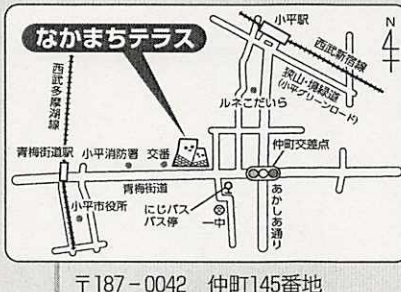 小平駅
N
西武新宿線
なかまちテラス
狭山・境緑道
(小平グリーンロード)
西武多摩湖線
ルネこだいら
青梅街道駅
小平消防署
交番
仲町交差点
青梅街道
小平市役所
にじバス
バス停
一中
あかしあ通り
〒187-0042 仲町145番地